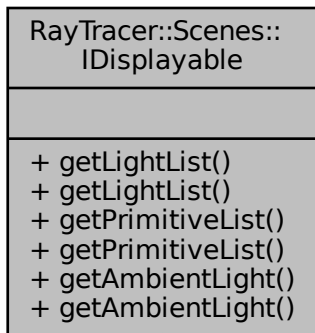 RayTracer::Scenes::
IDisplayable
+ getLightList()
+ getLightList()
+ getPrimitiveList()
+ getPrimitiveList()
+ getAmbientLight()
+ getAmbientLight()